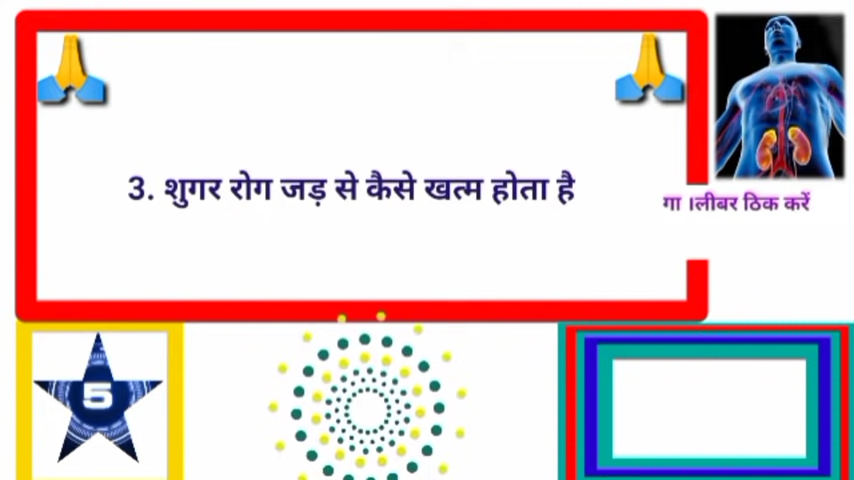 3. शुगर रोग जड़ से कैसे खत्म होता है
गा ।लीबर ठिक करें
5